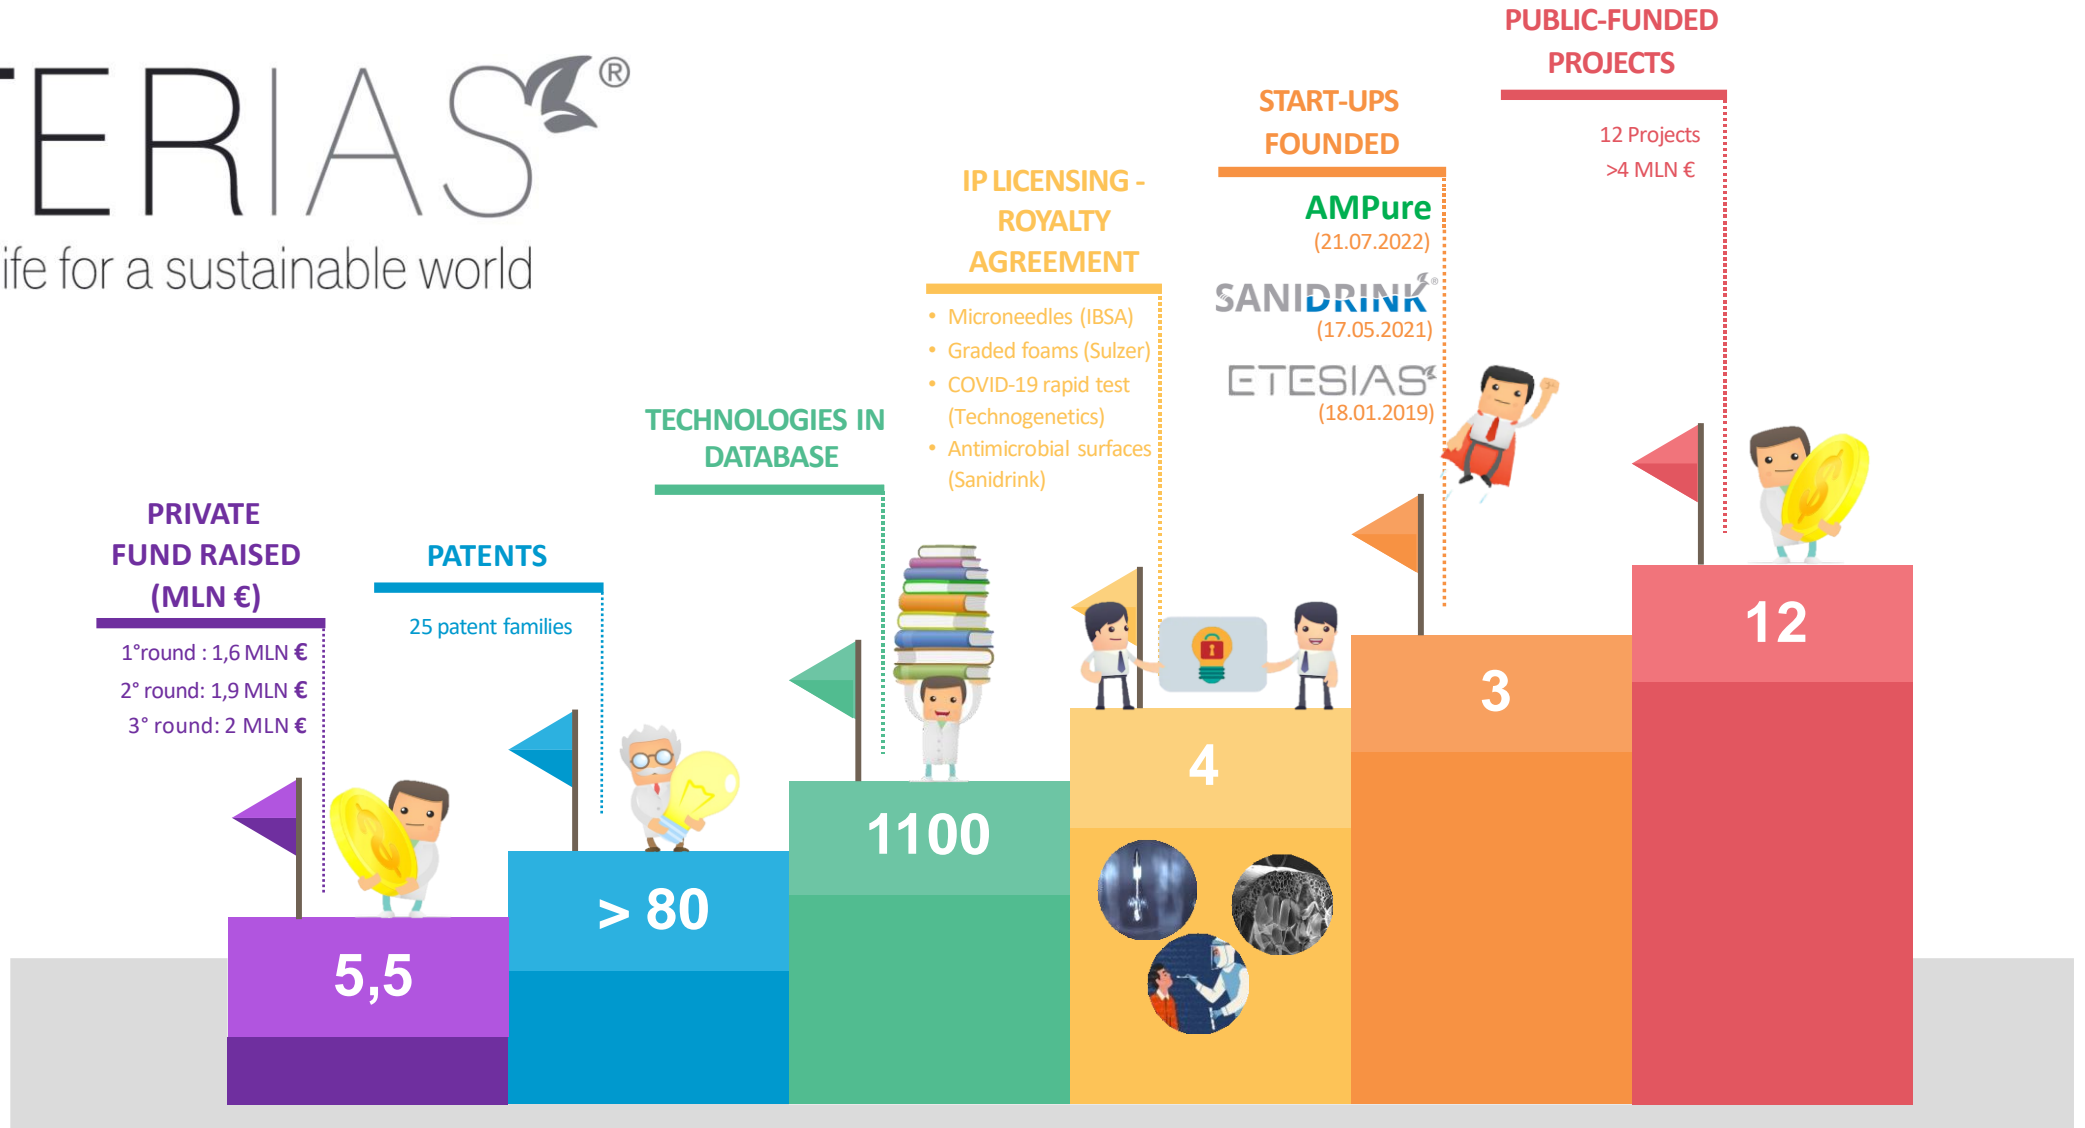 TERIAS®
ife for a sustainable world
PRIVATE
FUND RAISED
(MLN €)
1°round : 1,6 MLN €
2° round: 1,9 MLN €
3° round: 2 MLN €
5,5
PATENTS
25 patent families
> 80
TECHNOLOGIES IN
DATABASE
1100
IP LICENSING -
ROYALTY
AGREEMENT
• Microneedles (IBSA)
• Graded foams (Sulzer)
• COVID-19 rapid test
(Technogenetics)
• Antimicrobial surfaces
(Sanidrink)
4
START-UPS
FOUNDED
AMPure
(21.07.2022)
SANIDRINK®
(17.05.2021)
ETESIAS
(18.01.2019)
3
PUBLIC-FUNDED
PROJECTS
12 Projects
>4 MLN €
12